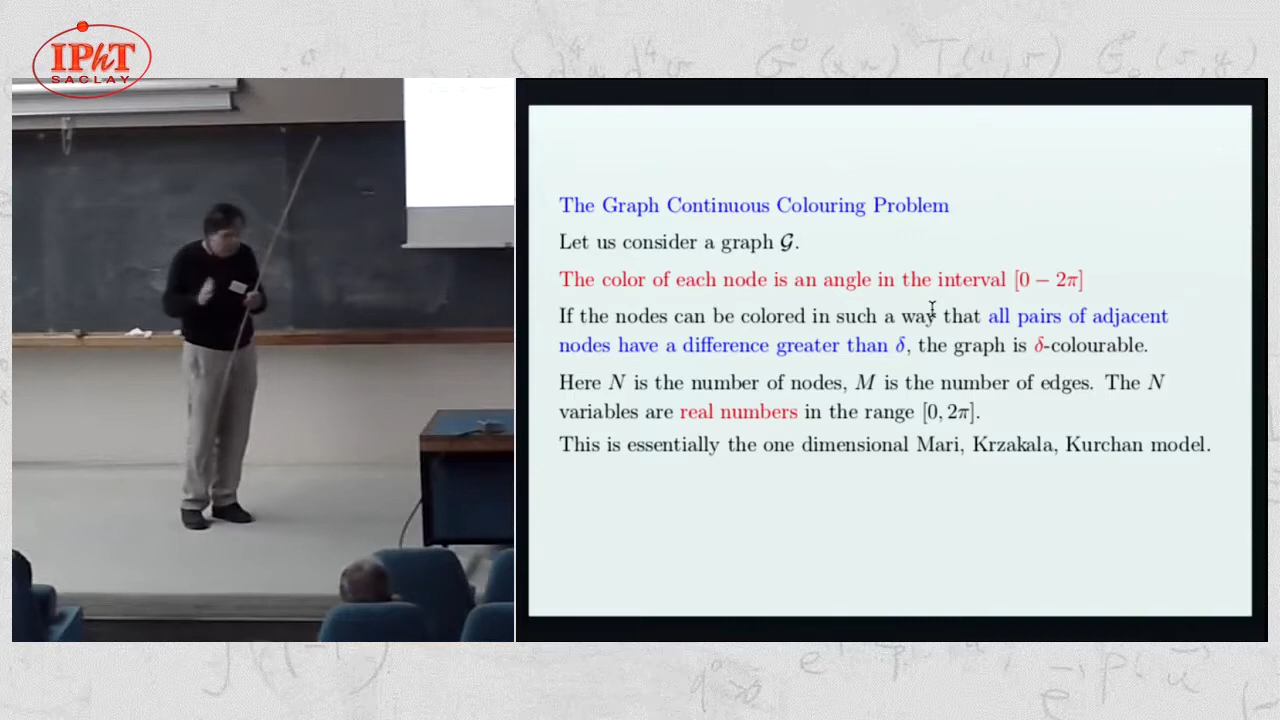 IPhT
SACLAY
The Graph Continuous Colouring Problem
Let us consider a graph 𝒢.
The color of each node is an angle in the interval [0 − 2π]
If the nodes can be colored in such a way that all pairs of adjacent
nodes have a difference greater than δ, the graph is δ-colourable.
Here N is the number of nodes, M is the number of edges. The N
variables are real numbers in the range [0, 2π].
This is essentially the one dimensional Mari, Krzakala, Kurchan model.